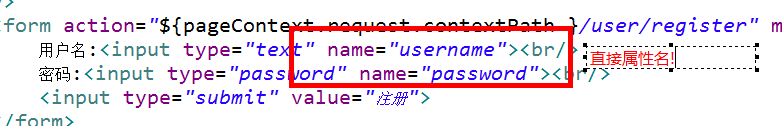 />
<form action="${pageContext.request.contextPath }/user/register" m
用户名:<input type="text" name="username"><br/>
直接属性名!
密码:<input type="password" name="password"><br/>
<input type="submit" value="注册">
</form>